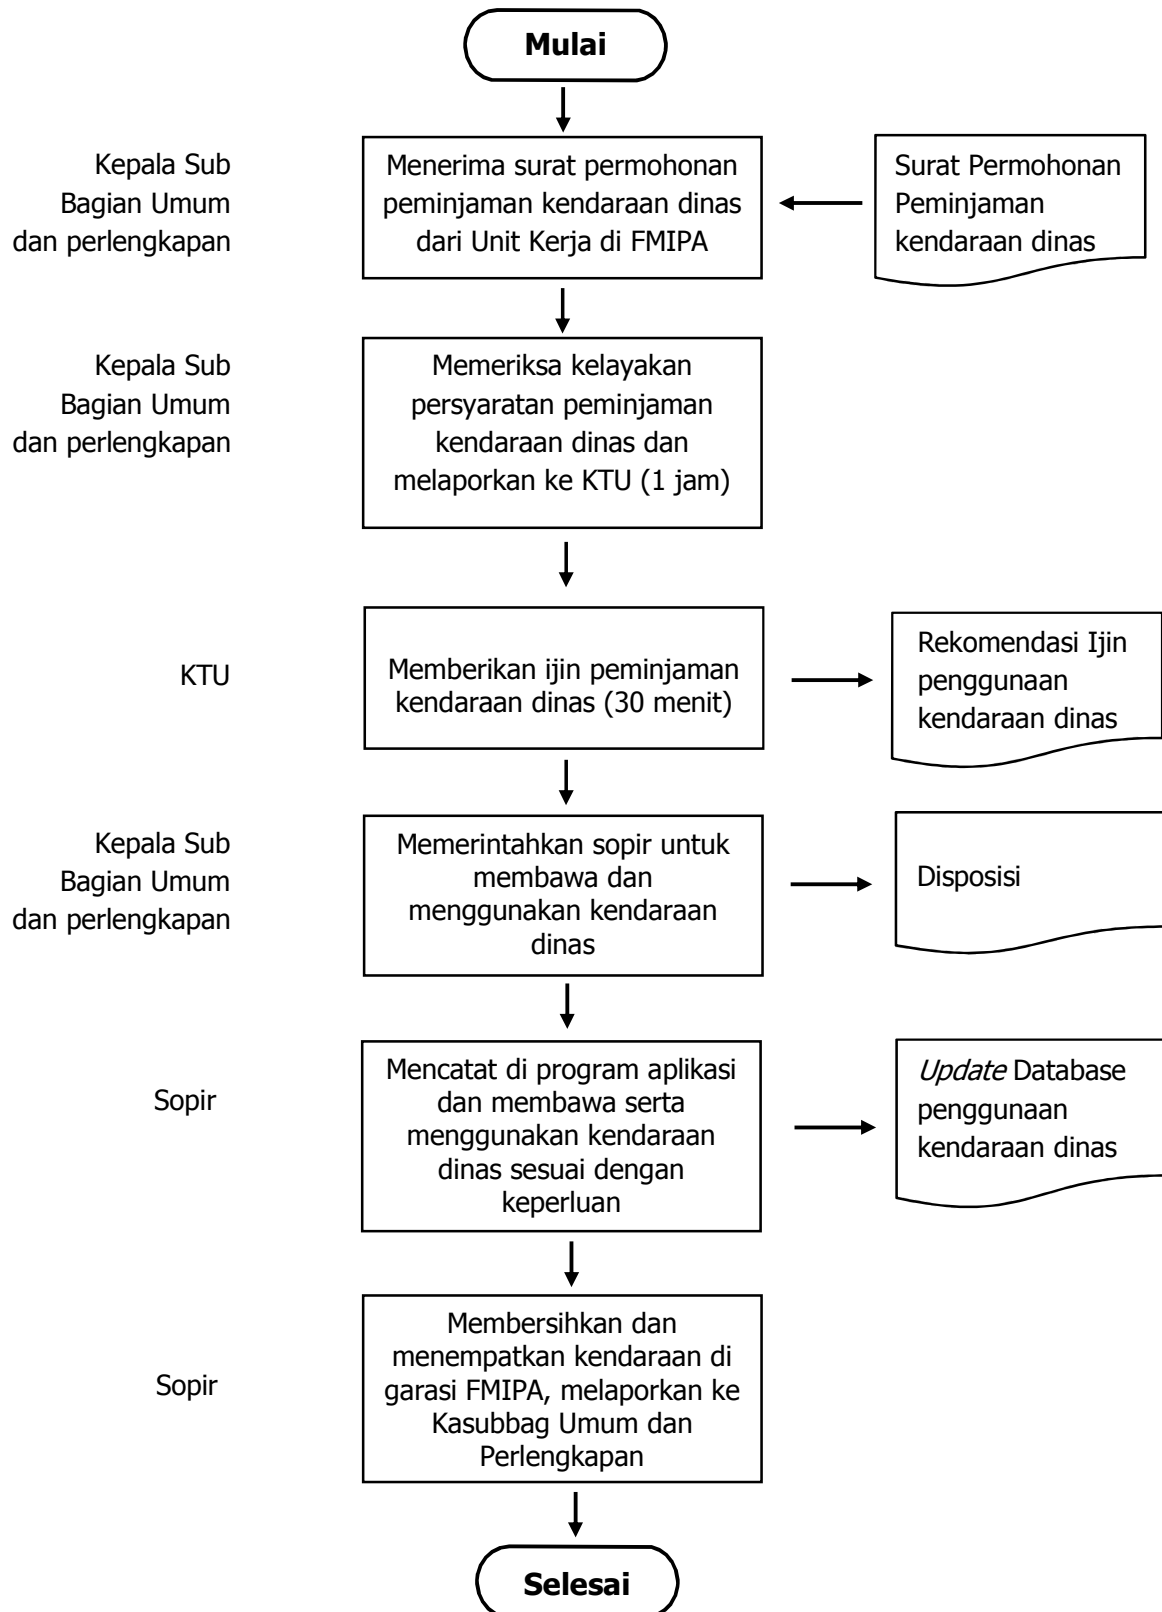 Mulai
Kepala Sub
Bagian Umum
dan perlengkapan
Menerima surat permohonan
peminjaman kendaraan dinas
dari Unit Kerja di FMIPA
Surat Permohonan
Peminjaman
kendaraan dinas
Kepala Sub
Bagian Umum
dan perlengkapan
Memeriksa kelayakan
persyaratan peminjaman
kendaraan dinas dan
melaporkan ke KTU (1 jam)
KTU
Memberikan ijin peminjaman
kendaraan dinas (30 menit)
Rekomendasi Ijin
penggunaan
kendaraan dinas
Kepala Sub
Bagian Umum
dan perlengkapan
Memerintahkan sopir untuk
membawa dan
menggunakan kendaraan
dinas
Disposisi
Sopir
Mencatat di program aplikasi
dan membawa serta
menggunakan kendaraan
dinas sesuai dengan
keperluan
Update Database
penggunaan
kendaraan dinas
Sopir
Membersihkan dan
menempatkan kendaraan di
garasi FMIPA, melaporkan ke
Kasubbag Umum dan
Perlengkapan
Selesai